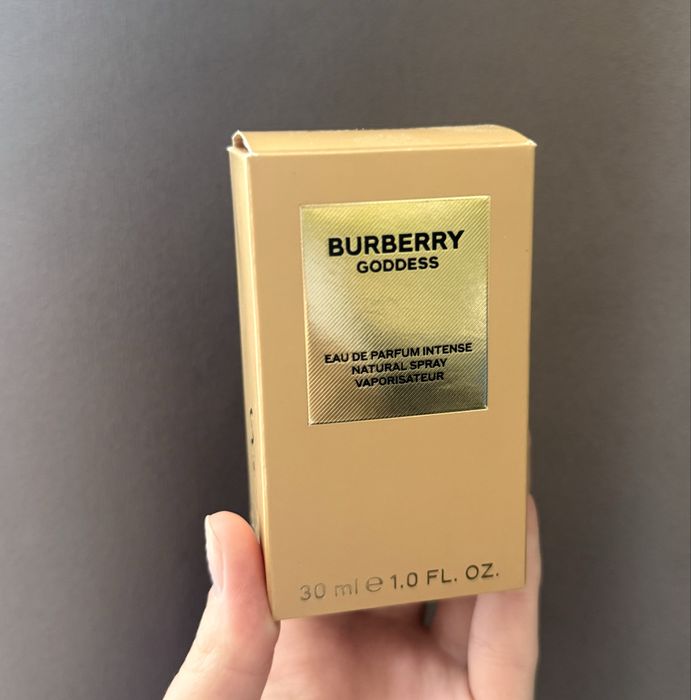 BURBERRY
GODDESS
EAU DE PARFUM INTENSE
NATURAL SPRAY
VAPORISATEUR
30 ml ℮ 1.0 FL. OZ.